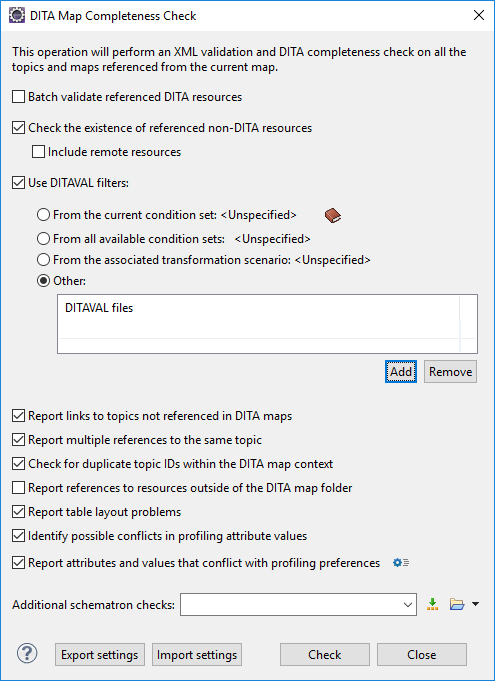 DITA Map Completeness Check
This operation will perform an XML validation and DITA completeness check on all the
topics and maps referenced from the current map.
Batch validate referenced DITA resources
Check the existence of referenced non-DITA resources
Include remote resources
Use DITAVAL filters:
From the current condition set: <Unspecified>
From all available condition sets: <Unspecified>
From the associated transformation scenario: <Unspecified>
Other:
DITAVAL files
Add Remove
Report links to topics not referenced in DITA maps
Report multiple references to the same topic
Check for duplicate topic IDs within the DITA map context
Report references to resources outside of the DITA map folder
Report table layout problems
Identify possible conflicts in profiling attribute values
Report attributes and values that conflict with profiling preferences
Additional schematron checks:
? Export settings Import settings Check Close